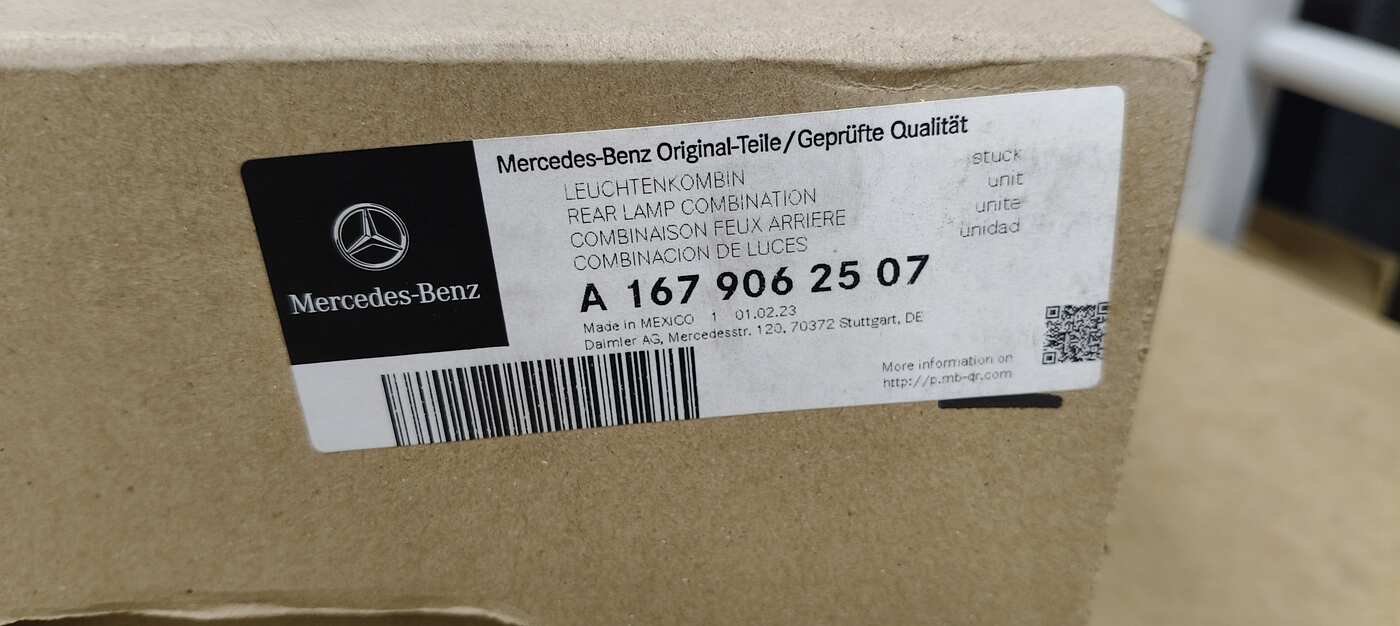 Mercedes-Benz
Mercedes-Benz Original-Teile/Geprüfte Qualität
LEUCHTENKOMBIN
stuck
REAR LAMP COMBINATION
unit
COMBINAISON FEUX ARRIERE
unite
COMBINACION DE LUCES
unidad
A 167 906 25 07
Made in MEXICO 1 01.02.23
Daimler AG, Mercedesstr. 120, 70372 Stuttgart, DE
More information on
http://p.mb-qr.com